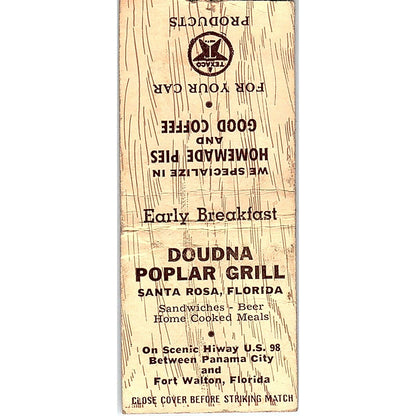 Early Breakfast
DOUDNA
POPLAR GRILL
SANTA ROSA, FLORIDA
Sandwiches - Beer
Home Cooked Meals
On Scenic Hiway U.S. 98
Between Panama City
and
Fort Walton, Florida
CLOSE COVER BEFORE STRIKING MATCH
WE SPECIALIZE IN
HOMEMADE PIES
AND
GOOD COFFEE
FOR YOUR CAR
TEXACO
PRODUCTS